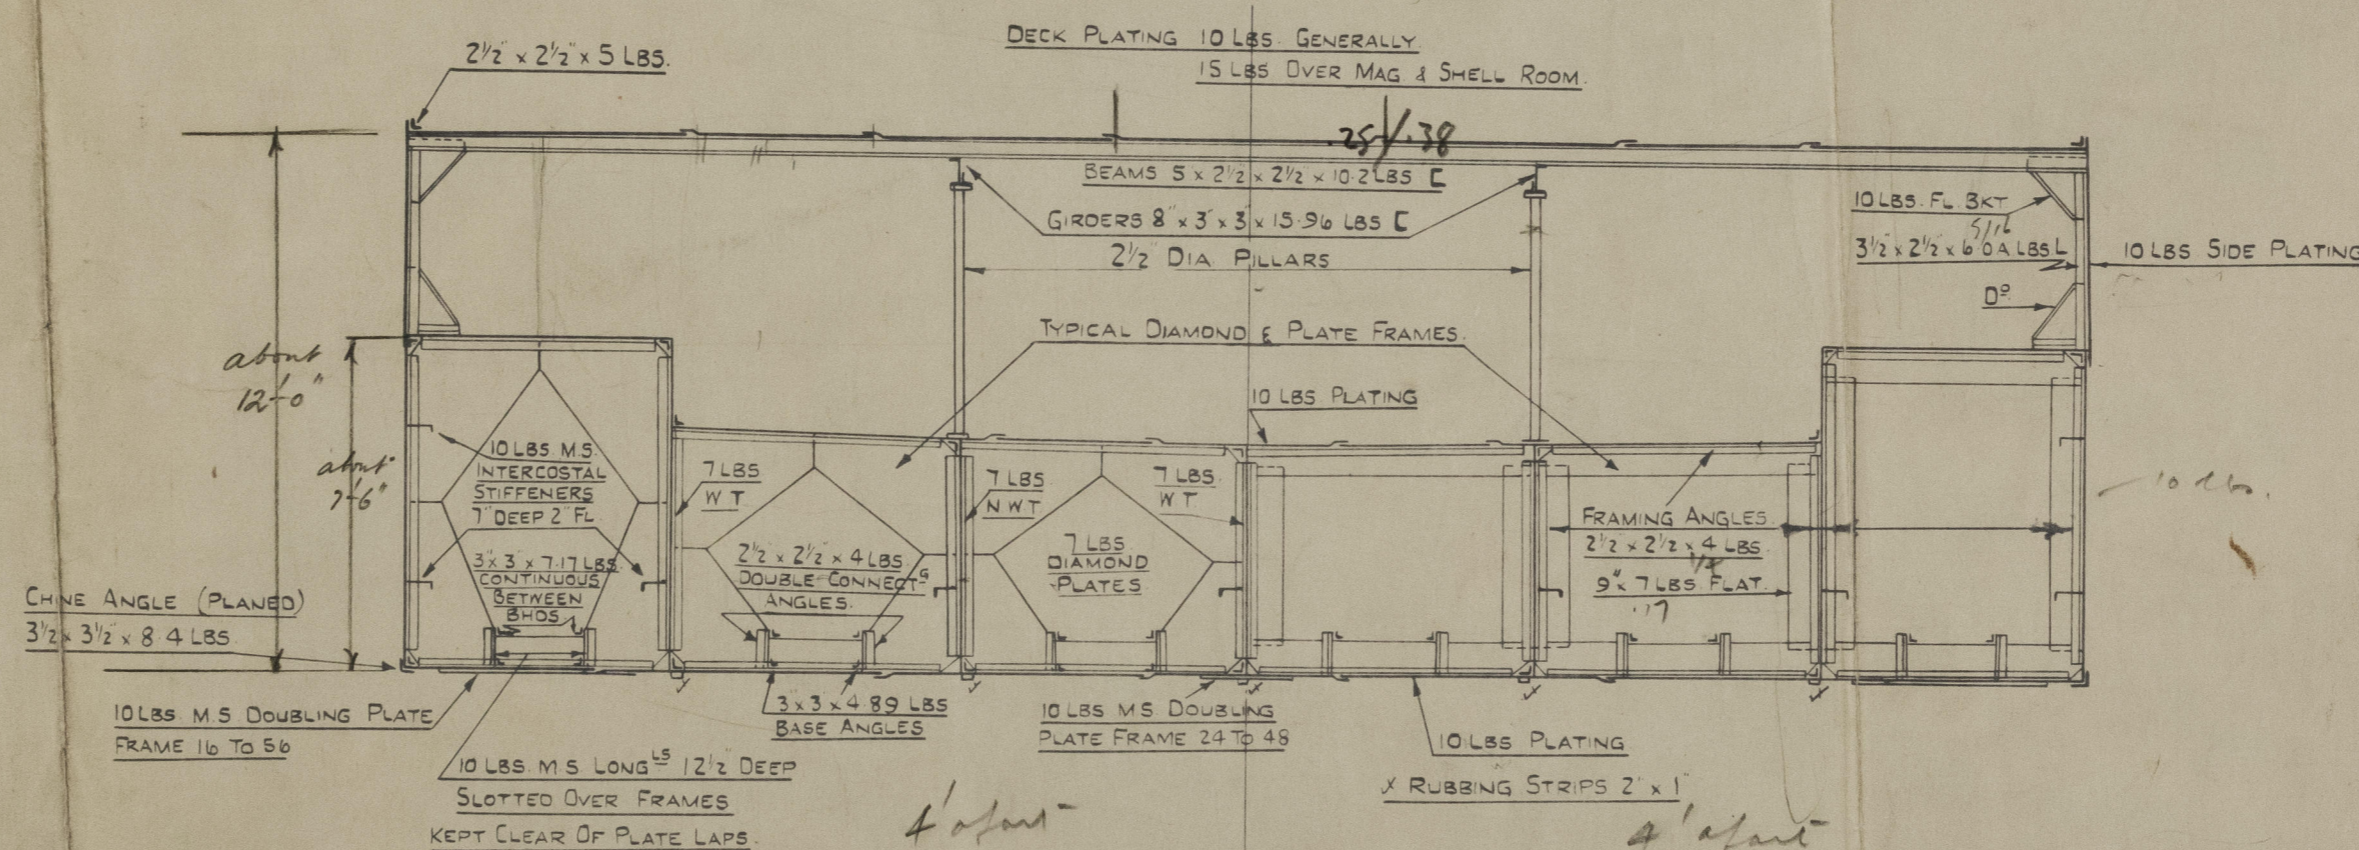 DECK PLATING 10 LBS. GENERALLY.
15 LBS OVER MAG & SHELL ROOM.
2½" x 2½" x 5 LBS.
.25/.38
BEAMS 5 x 2½ x 2½ x 10.2 LBS [
GIRDERS 8" x 3" x 3" x 15.96 LBS [
2½" DIA. PILLARS
10 LBS. FL. BKT
5/16
3½ x 2½ x 6.0A LBS L
10 LBS SIDE PLATING
Dº
TYPICAL DIAMOND & PLATE FRAMES.
about
12'-0"
10 LBS PLATING
about
7'-6"
10 LBS. M.S.
INTERCOSTAL
STIFFENERS
7" DEEP 2" FL.
7 LBS
W T
7 LBS
N W T
7 LBS.
W T.
10 lbs.
FRAMING ANGLES.
2½ x 2½ x 4 LBS
9" x 7 LBS. FLAT.
.17
3" x 3" x 7.17 LBS
CONTINUOUS
BETWEEN
BHDS.
2½" x 2½" x 4 LBS.
DOUBLE CONNECTG
ANGLES.
7 LBS
DIAMOND
PLATES
CHINE ANGLE (PLANED)
3½ x 3½" x 8.4 LBS.
10 LBS. M.S. DOUBLING PLATE
FRAME 16 TO 56
3" x 3 x 4.89 LBS
BASE ANGLES
10 LBS M.S. DOUBLING
PLATE FRAME 24 TO 48
10 LBS PLATING
10 LBS. M.S. LONGLS 12½" DEEP
SLOTTED OVER FRAMES
KEPT CLEAR OF PLATE LAPS.
x RUBBING STRIPS 2" x 1"
4' apart
4' apart